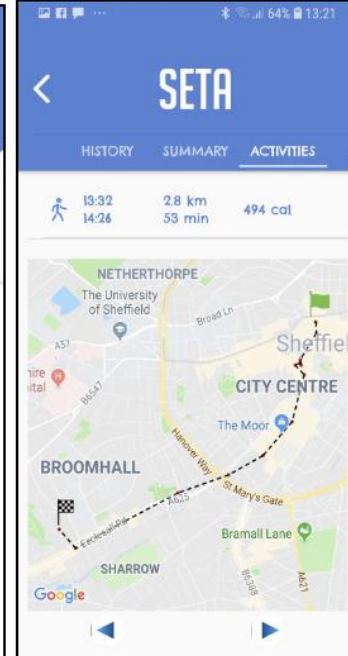 64% 13:21
SETA
HISTORY SUMMARY ACTIVITIES
13:32 2.8 km 494 cal
14:26 53 min
NETHERTHORPE
The University
of Sheffield
Broad Ln
A57
Sheffiel
hire
ital
B6547
CITY CENTRE
The Moor
Hanover Way
BROOMHALL
A625
St Mary's Gate
Ecclesall Rd
Bramall Lane
SHARROW
B6388
A621
Google